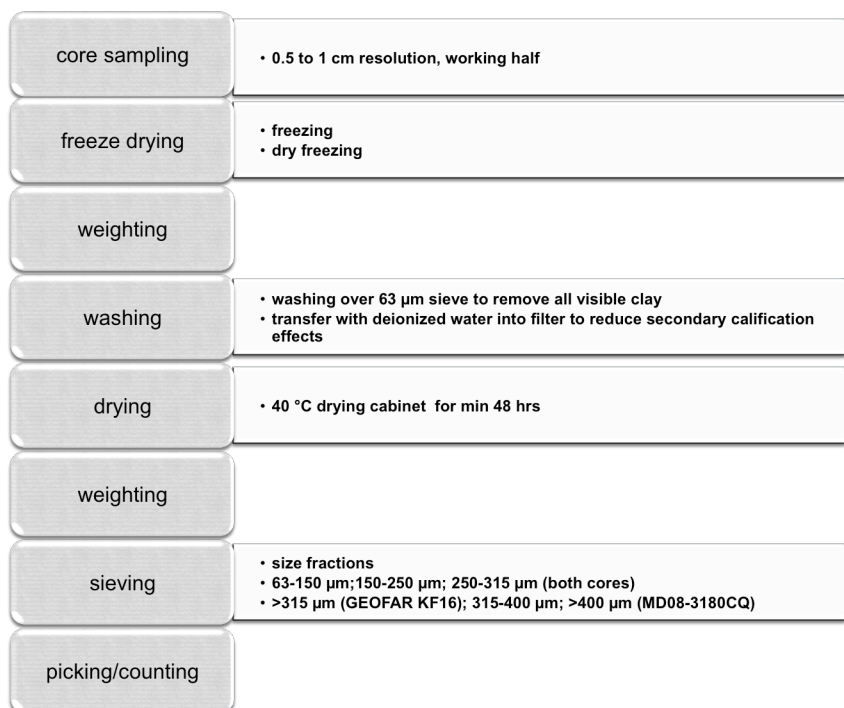 core sampling
• 0.5 to 1 cm resolution, working half
freeze drying
• freezing
• dry freezing
weighting
washing
• washing over 63 µm sieve to remove all visible clay
• transfer with deionized water into filter to reduce secondary calification
effects
drying
• 40 °C drying cabinet  for min 48 hrs
weighting
sieving
• size fractions
• 63-150 µm;150-250 µm; 250-315 µm (both cores)
• >315 µm (GEOFAR KF16); 315-400 µm; >400 µm (MD08-3180CQ)
picking/counting